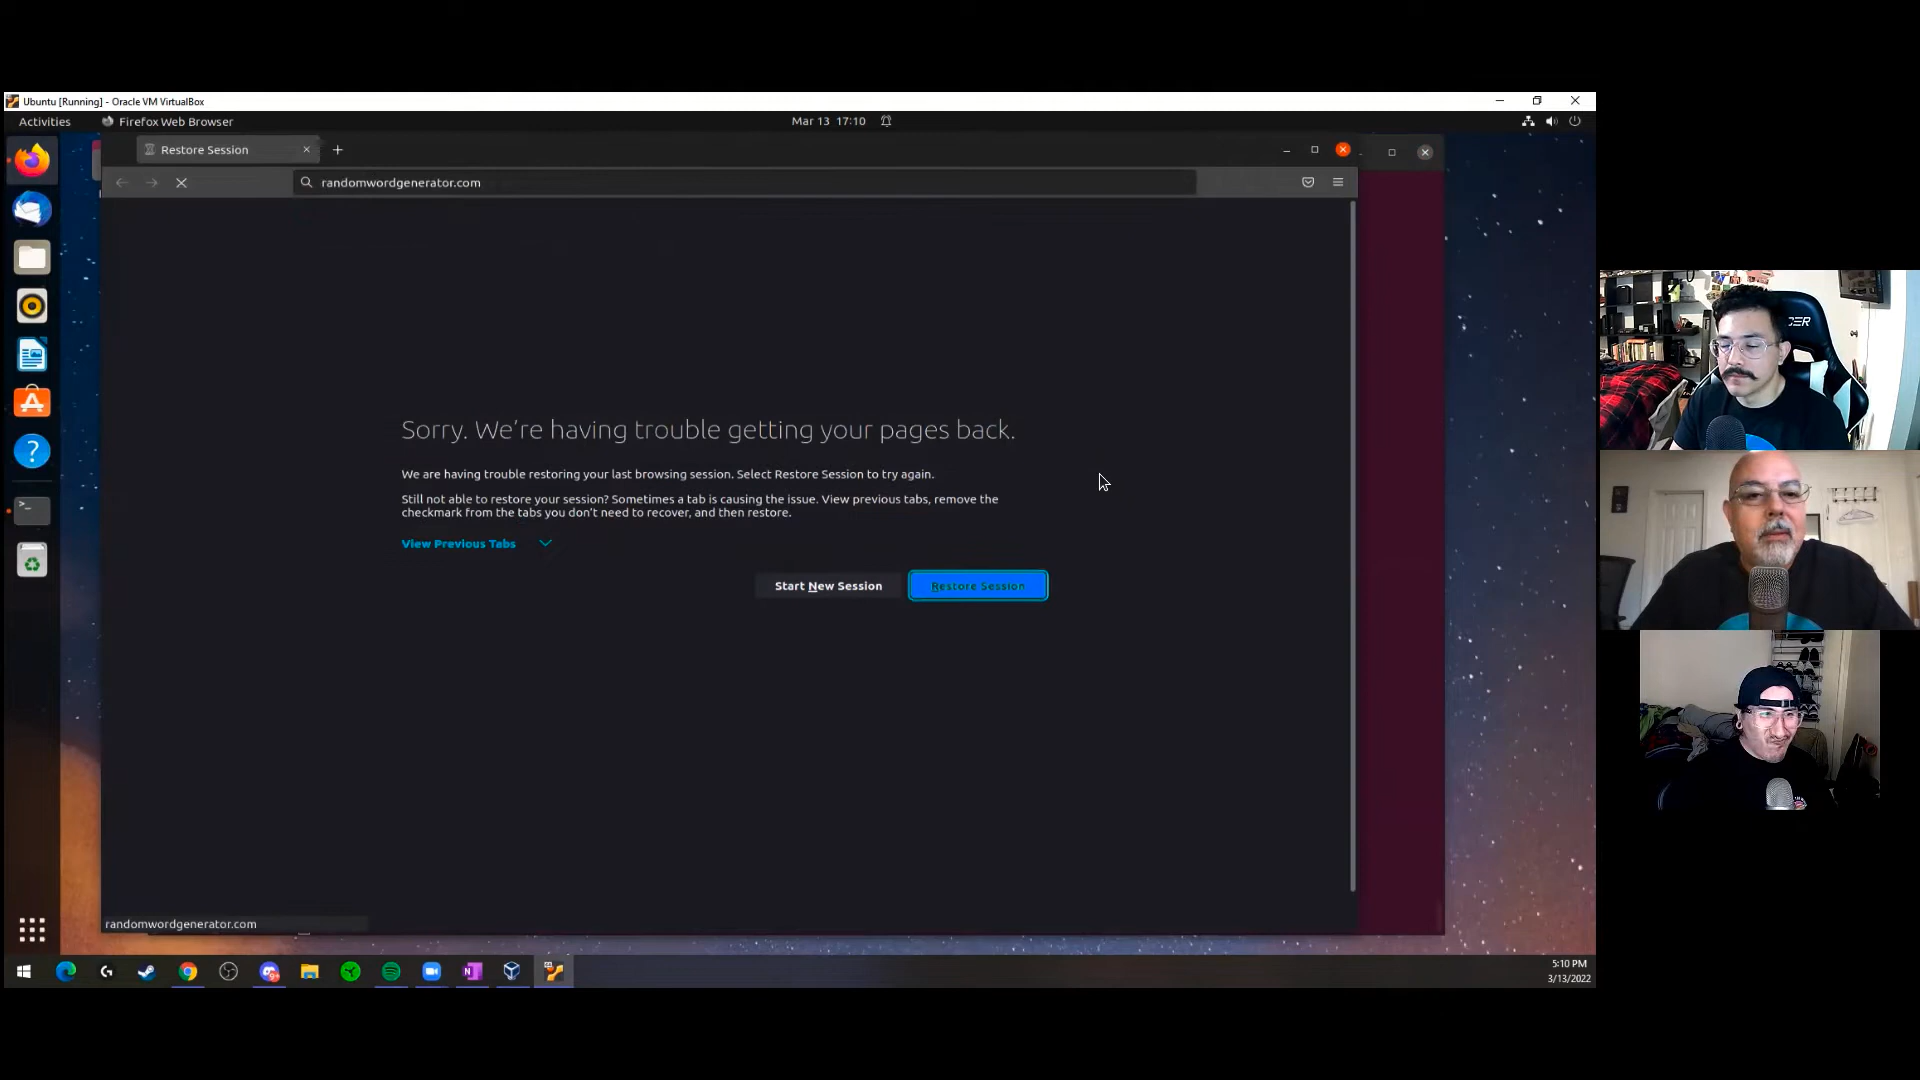 Ubuntu [Running] - Oracle VM VirtualBox
Activities
Firefox Web Browser
Mar 13 17:10
Restore Session
randomwordgenerator.com
Sorry. We're having trouble getting your pages back.
We are having trouble restoring your last browsing session. Select Restore Session to try again.
Still not able to restore your session? Sometimes a tab is causing the issue. View previous tabs, remove the
checkmark from the tabs you don't need to recover, and then restore.
View Previous Tabs
Start New Session
Restore Session
randomwordgenerator.com
5:10 PM
3/13/2022